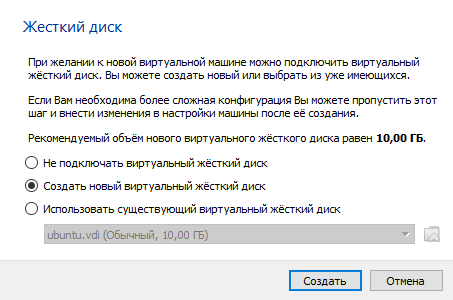 Жесткий диск
При желании к новой виртуальной машине можно подключить виртуальный
жёсткий диск. Вы можете создать новый или выбрать из уже имеющихся.
Если Вам необходима более сложная конфигурация Вы можете пропустить этот
шаг и внести изменения в настройки машины после её создания.
Рекомендуемый объём нового виртуального жёсткого диска равен 10,00 ГБ.
Не подключать виртуальный жёсткий диск
Создать новый виртуальный жёсткий диск
Использовать существующий виртуальный жёсткий диск
ubuntu.vdi (Обычный, 10,00 ГБ)
Создать
Отмена